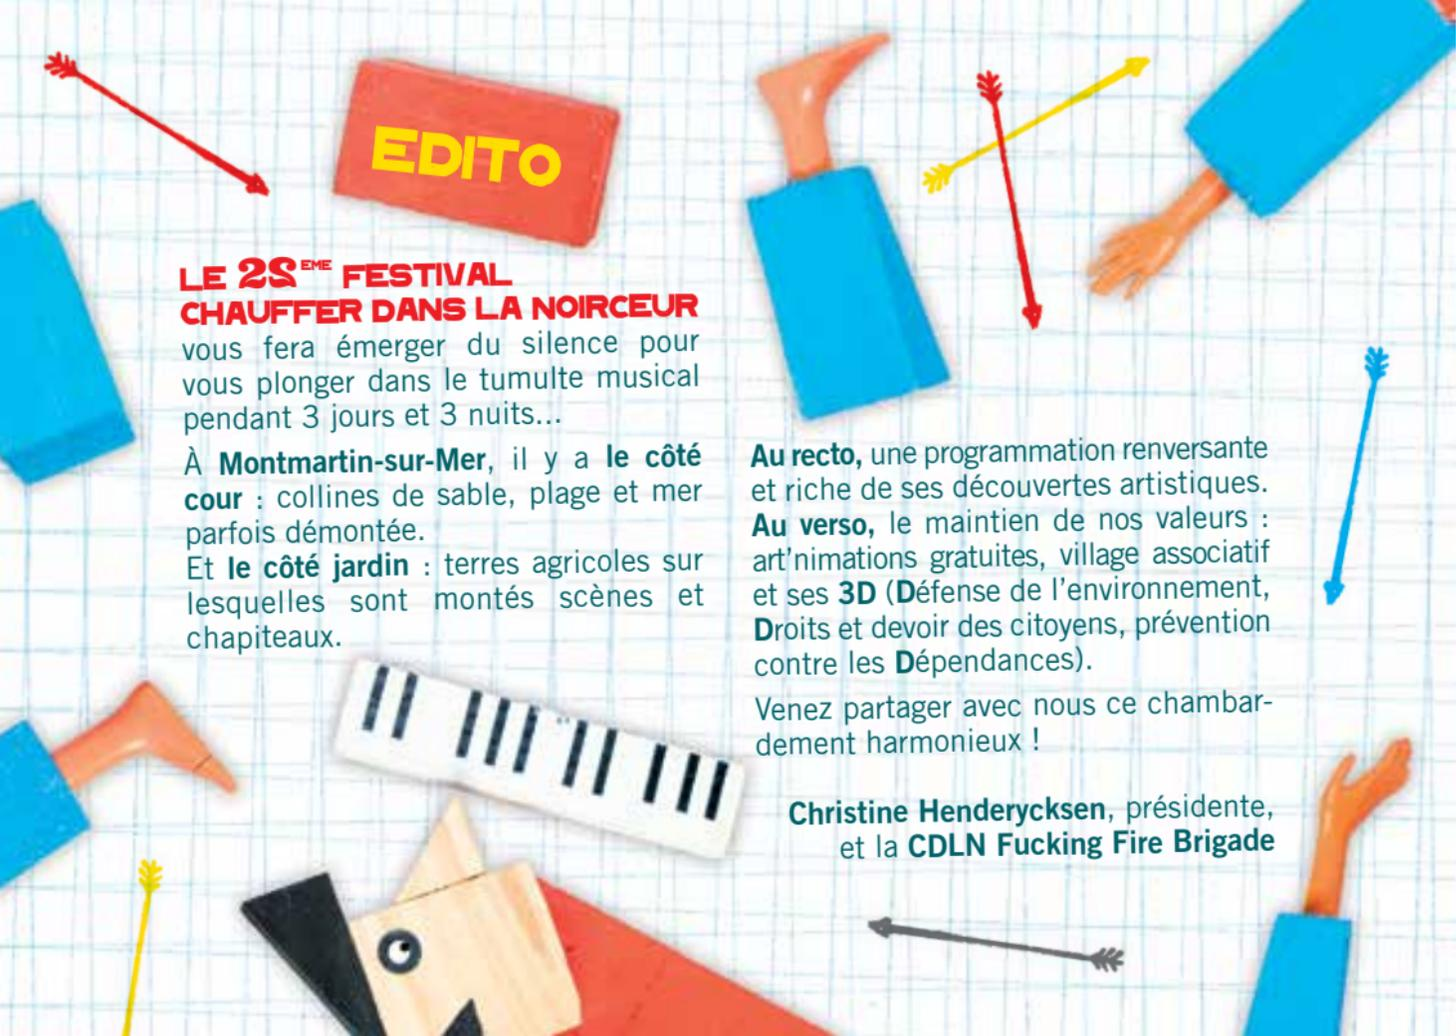 EDITO
LE 28EME FESTIVAL
CHAUFFER DANS LA NOIRCEUR
vous fera émerger du silence pour
vous plonger dans le tumulte musical
pendant 3 jours et 3 nuits...
À Montmartin-sur-Mer, il y a le côté
cour : collines de sable, plage et mer
parfois démontée.
Et le côté jardin : terres agricoles sur
lesquelles sont montés scènes et
chapiteaux.
Au recto, une programmation renversante
et riche de ses découvertes artistiques.
Au verso, le maintien de nos valeurs :
art'nimations gratuites, village associatif
et ses 3D (Défense de l'environnement,
Droits et devoir des citoyens, prévention
contre les Dépendances).
Venez partager avec nous ce chambar-
dement harmonieux !
Christine Henderycksen, présidente,
et la CDLN Fucking Fire Brigade